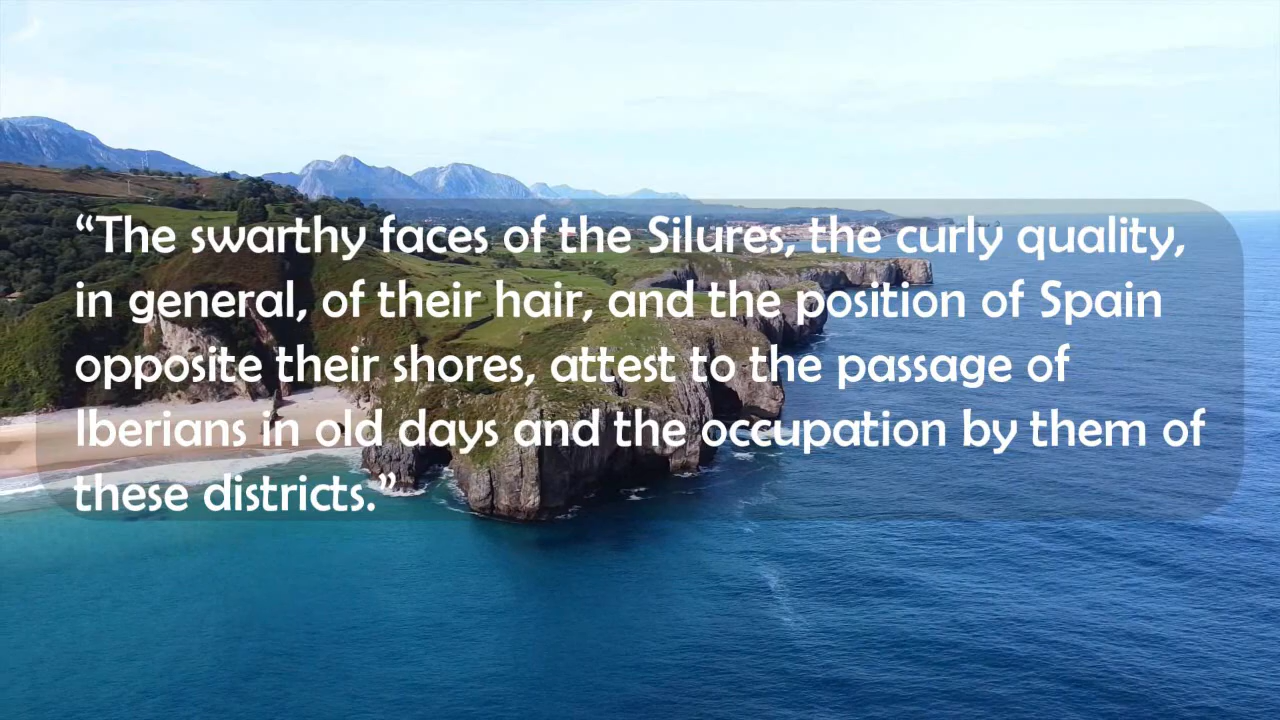 “The swarthy faces of the Silures, the curly quality,
in general, of their hair, and the position of Spain
opposite their shores, attest to the passage of
Iberians in old days and the occupation by them of
these districts.”